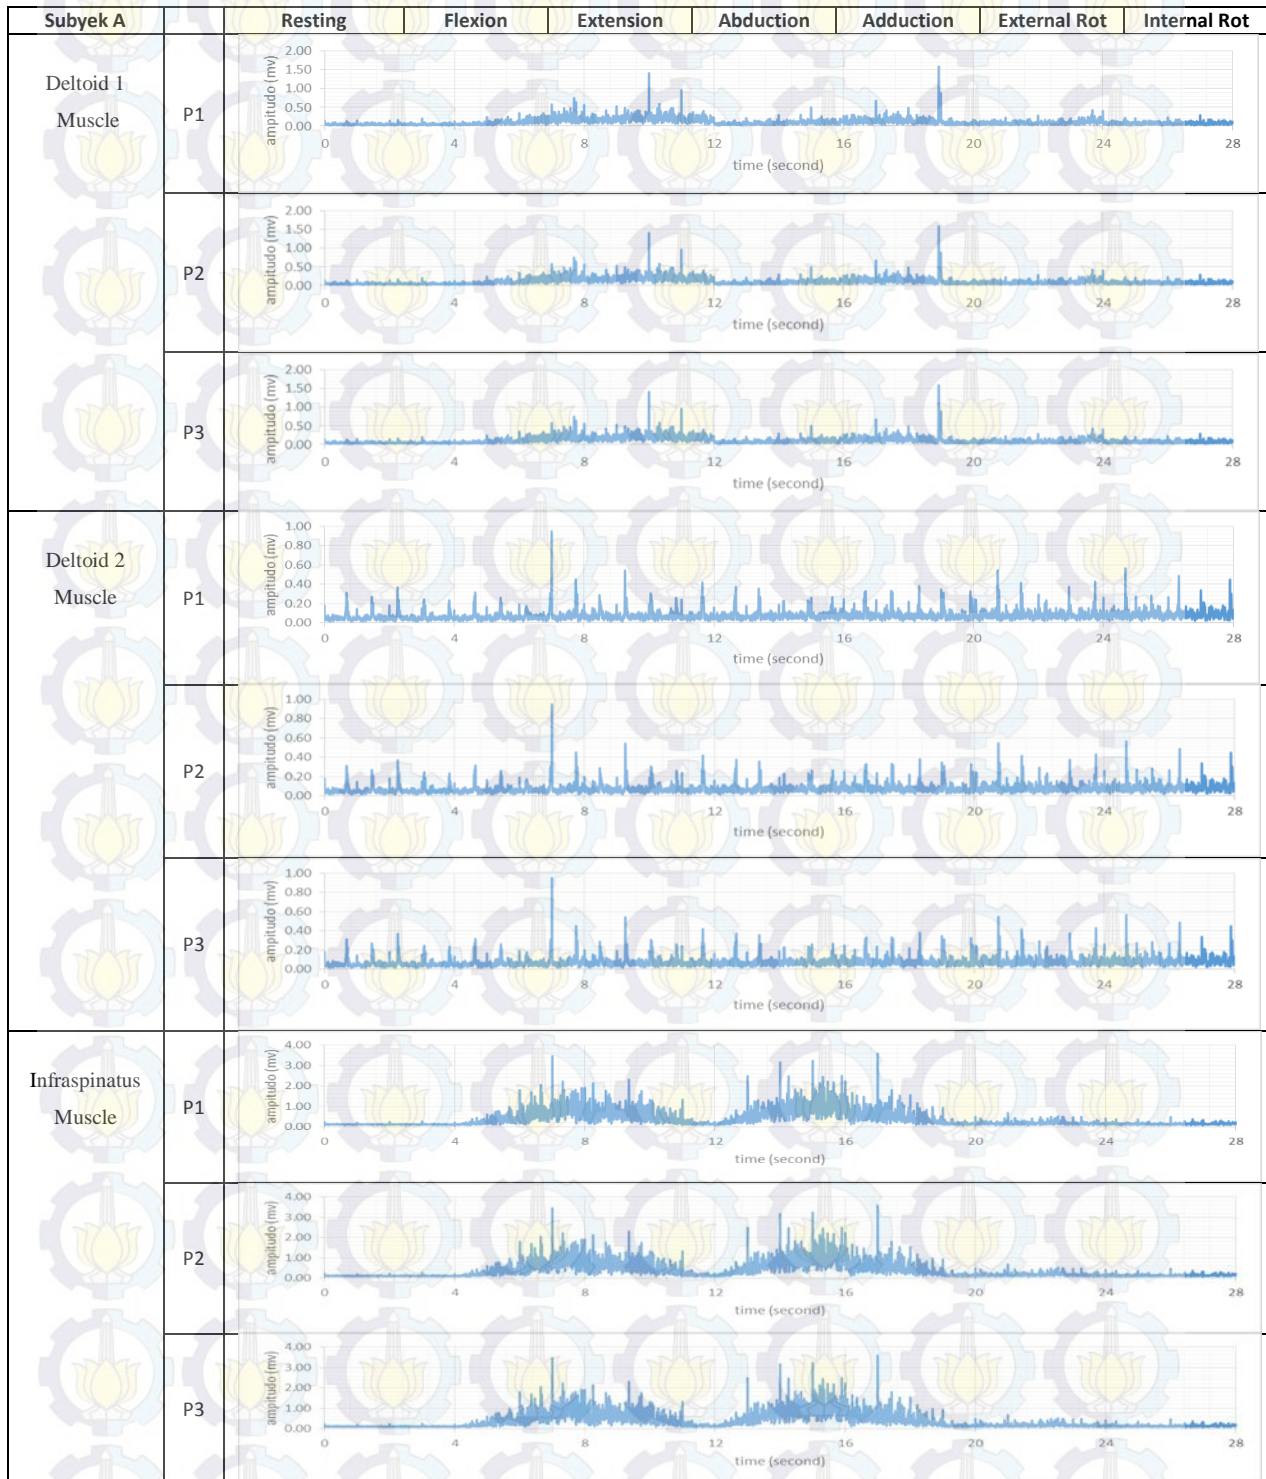 Subyek A Resting Flexion Extension Abduction Adduction External Rot Internal Rot
Deltoid 1
Muscle
P1
ampitudo (mv)
2.00
1.50
1.00
0.50
0.00
0 4 8 12 16 20 24 28
time (second)
P2
ampitudo (mv)
2.00
1.50
1.00
0.50
0.00
0 4 8 12 16 20 24 28
time (second)
P3
ampitudo (mv)
2.00
1.50
1.00
0.50
0.00
0 4 8 12 16 20 24 28
time (second)
Deltoid 2
Muscle
P1
ampitudo (mv)
1.00
0.80
0.60
0.40
0.20
0.00
0 4 8 12 16 20 24 28
time (second)
P2
ampitudo (mv)
1.00
0.80
0.60
0.40
0.20
0.00
0 4 8 12 16 20 24 28
time (second)
P3
ampitudo (mv)
1.00
0.80
0.60
0.40
0.20
0.00
0 4 8 12 16 20 24 28
time (second)
Infraspinatus
Muscle
P1
ampitudo (mv)
4.00
3.00
2.00
1.00
0.00
0 4 8 12 16 20 24 28
time (second)
P2
ampitudo (mv)
4.00
3.00
2.00
1.00
0.00
0 4 8 12 16 20 24 28
time (second)
P3
ampitudo (mv)
4.00
3.00
2.00
1.00
0.00
0 4 8 12 16 20 24 28
time (second)